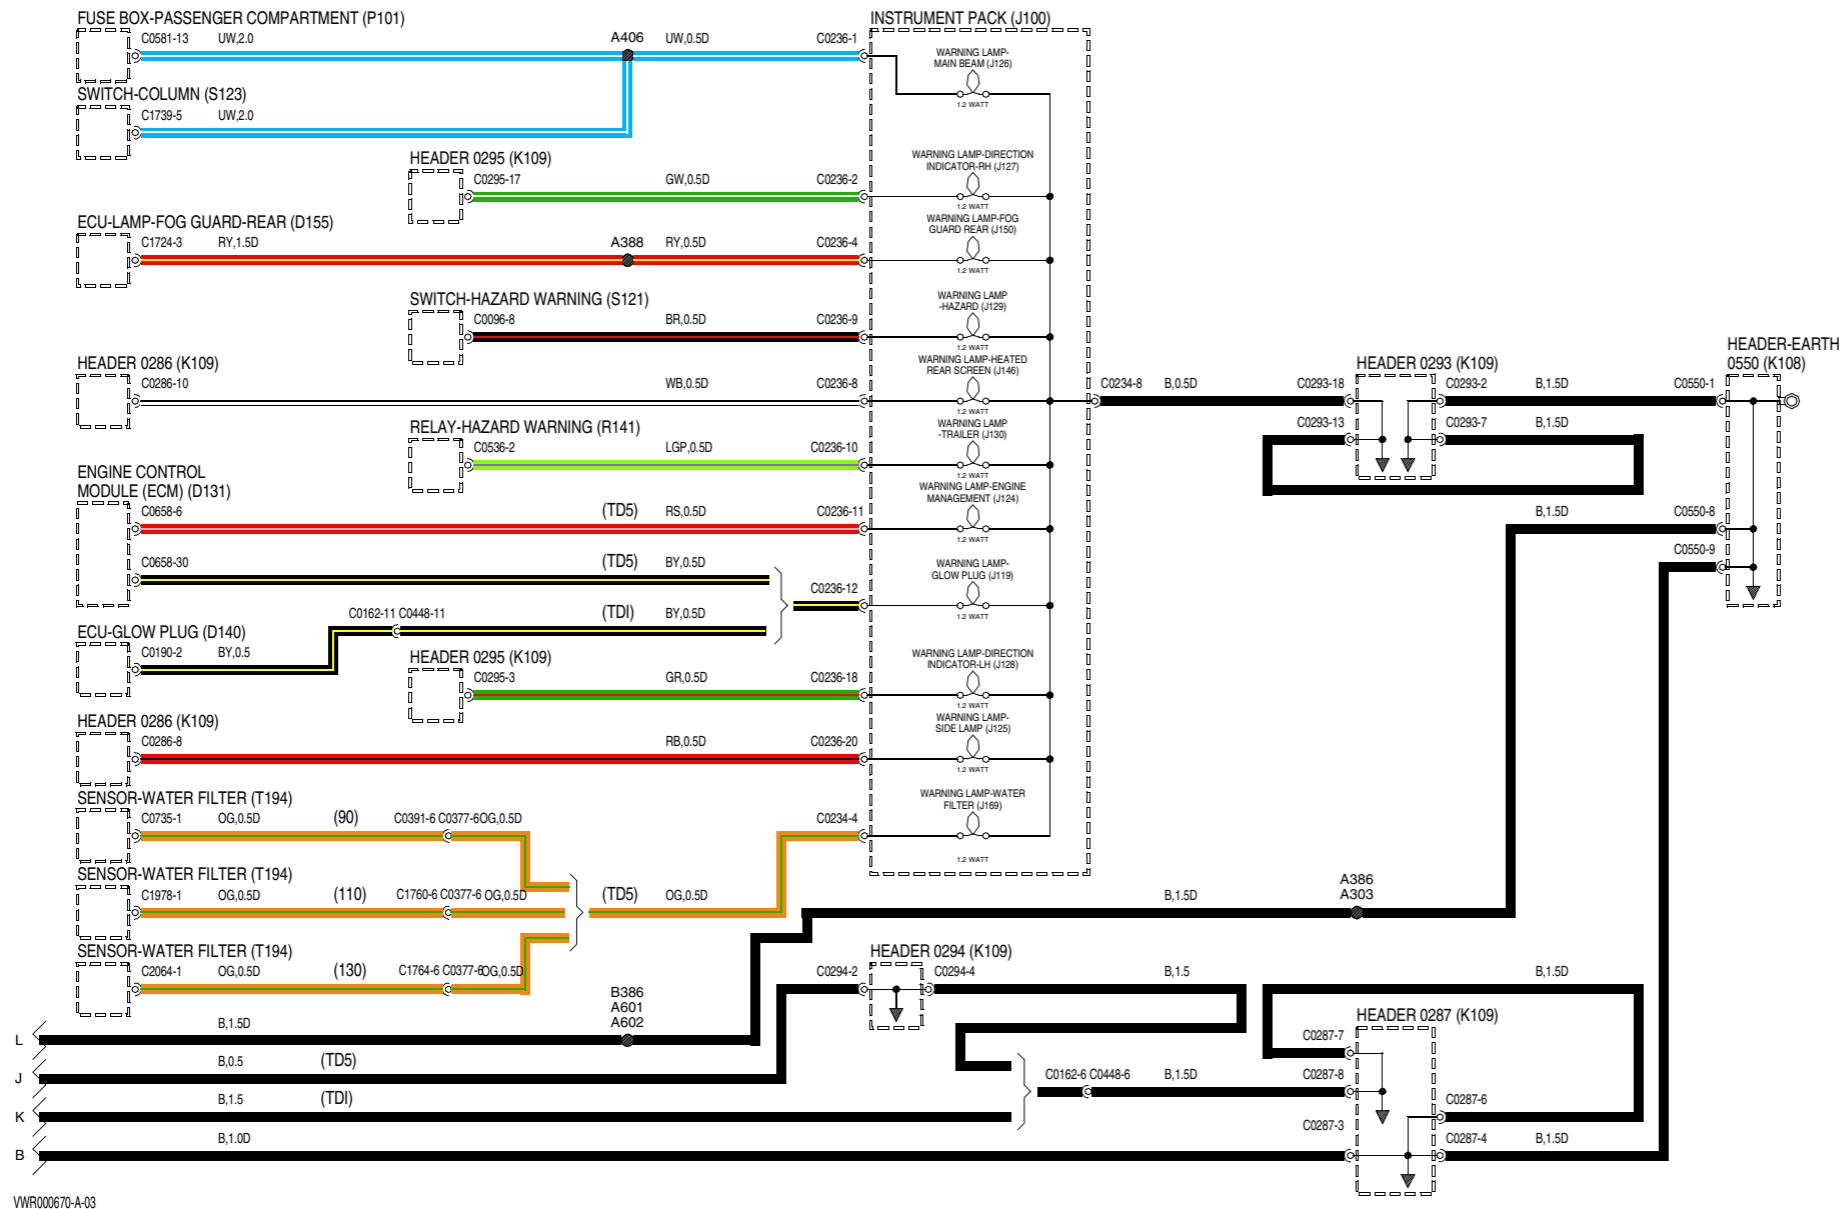 FUSE BOX-PASSENGER COMPARTMENT (P101)
C0581-13 UW,2.0 A406 UW,0.5D C0236-1
SWITCH-COLUMN (S123)
C1739-5 UW,2.0
HEADER 0295 (K109)
C0295-17 GW,0.5D C0236-2
ECU-LAMP-FOG GUARD-REAR (D155)
C1724-3 RY,1.5D A388 RY,0.5D C0236-4
SWITCH-HAZARD WARNING (S121)
C0096-8 BR,0.5D C0236-9
HEADER 0286 (K109)
C0286-10 WB,0.5D C0236-8
RELAY-HAZARD WARNING (R141)
C0536-2 LGP,0.5D C0236-10
ENGINE CONTROL
MODULE (ECM) (D131)
C0658-6 (TD5) RS,0.5D C0236-11
C0658-30 (TD5) BY,0.5D
C0236-12
C0162-11 C0448-11 (TDI) BY,0.5D
ECU-GLOW PLUG (D140)
C0190-2 BY,0.5
HEADER 0295 (K109)
C0295-3 GR,0.5D C0236-18
HEADER 0286 (K109)
C0286-8 RB,0.5D C0236-20
SENSOR-WATER FILTER (T194)
C0735-1 OG,0.5D (90) C0391-6 C0377-6 OG,0.5D C0234-4
SENSOR-WATER FILTER (T194)
C1978-1 OG,0.5D (110) C1760-6 C0377-6 OG,0.5D (TD5) OG,0.5D
SENSOR-WATER FILTER (T194)
C2064-1 OG,0.5D (130) C1764-6 C0377-6 OG,0.5D
INSTRUMENT PACK (J100)
WARNING LAMP-
MAIN BEAM (J126)
1.2 WATT
WARNING LAMP-DIRECTION
INDICATOR-RH (J127)
1.2 WATT
WARNING LAMP-FOG
GUARD REAR (J150)
1.2 WATT
WARNING LAMP
-HAZARD (J129)
1.2 WATT
WARNING LAMP-HEATED
REAR SCREEN (J146)
1.2 WATT
WARNING LAMP
-TRAILER (J130)
1.2 WATT
WARNING LAMP-ENGINE
MANAGEMENT (J124)
1.2 WATT
WARNING LAMP-
GLOW PLUG (J119)
1.2 WATT
WARNING LAMP-DIRECTION
INDICATOR-LH (J128)
1.2 WATT
WARNING LAMP-
SIDE LAMP (J125)
1.2 WATT
WARNING LAMP-WATER
FILTER (J169)
1.2 WATT
C0234-8 B,0.5D C0293-18
C0293-13
HEADER 0293 (K109)
C0293-2 B,1.5D C0550-1
C0293-7 B,1.5D
HEADER-EARTH
0550 (K108)
B,1.5D C0550-8
C0550-9
B,1.5D
A386
A303
B386
A601
A602
L B,1.5D
J B,0.5 (TD5)
K B,1.5 (TDI)
B B,1.0D
HEADER 0294 (K109)
C0294-2 C0294-4 B,1.5
B,1.5D
C0162-6 C0448-6 B,1.5D
HEADER 0287 (K109)
C0287-7
C0287-8
C0287-3
C0287-6
C0287-4 B,1.5D
VWR000670-A-03